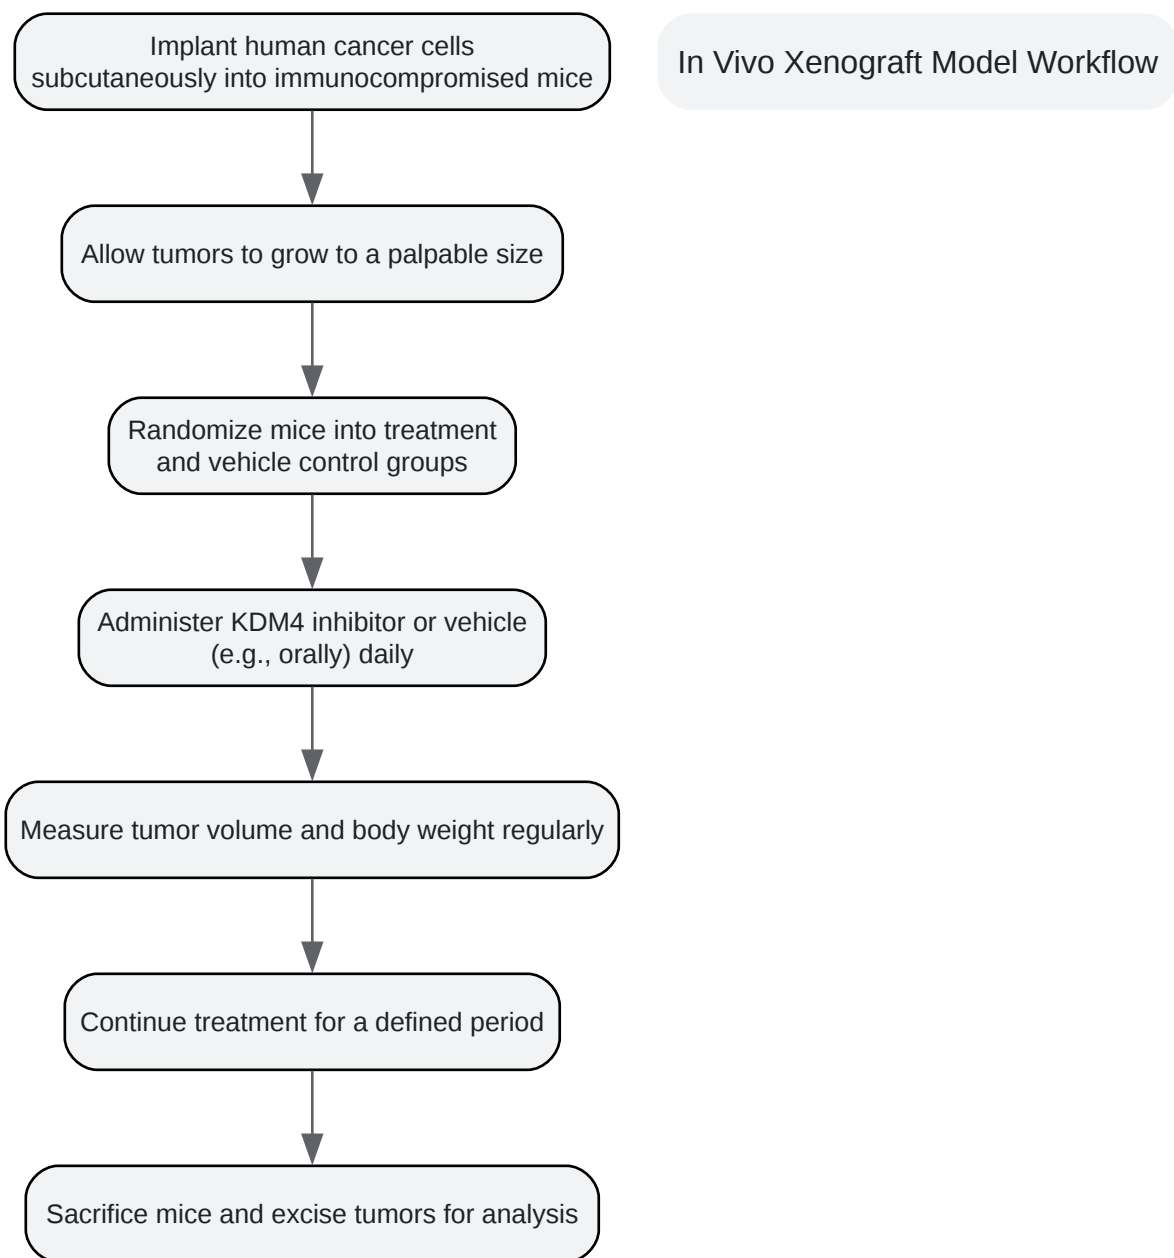 Implant human cancer cells
subcutaneously into immunocompromised mice
In Vivo Xenograft Model Workflow
Allow tumors to grow to a palpable size
Randomize mice into treatment
and vehicle control groups
Administer KDM4 inhibitor or vehicle
(e.g., orally) daily
Measure tumor volume and body weight regularly
Continue treatment for a defined period
Sacrifice mice and excise tumors for analysis